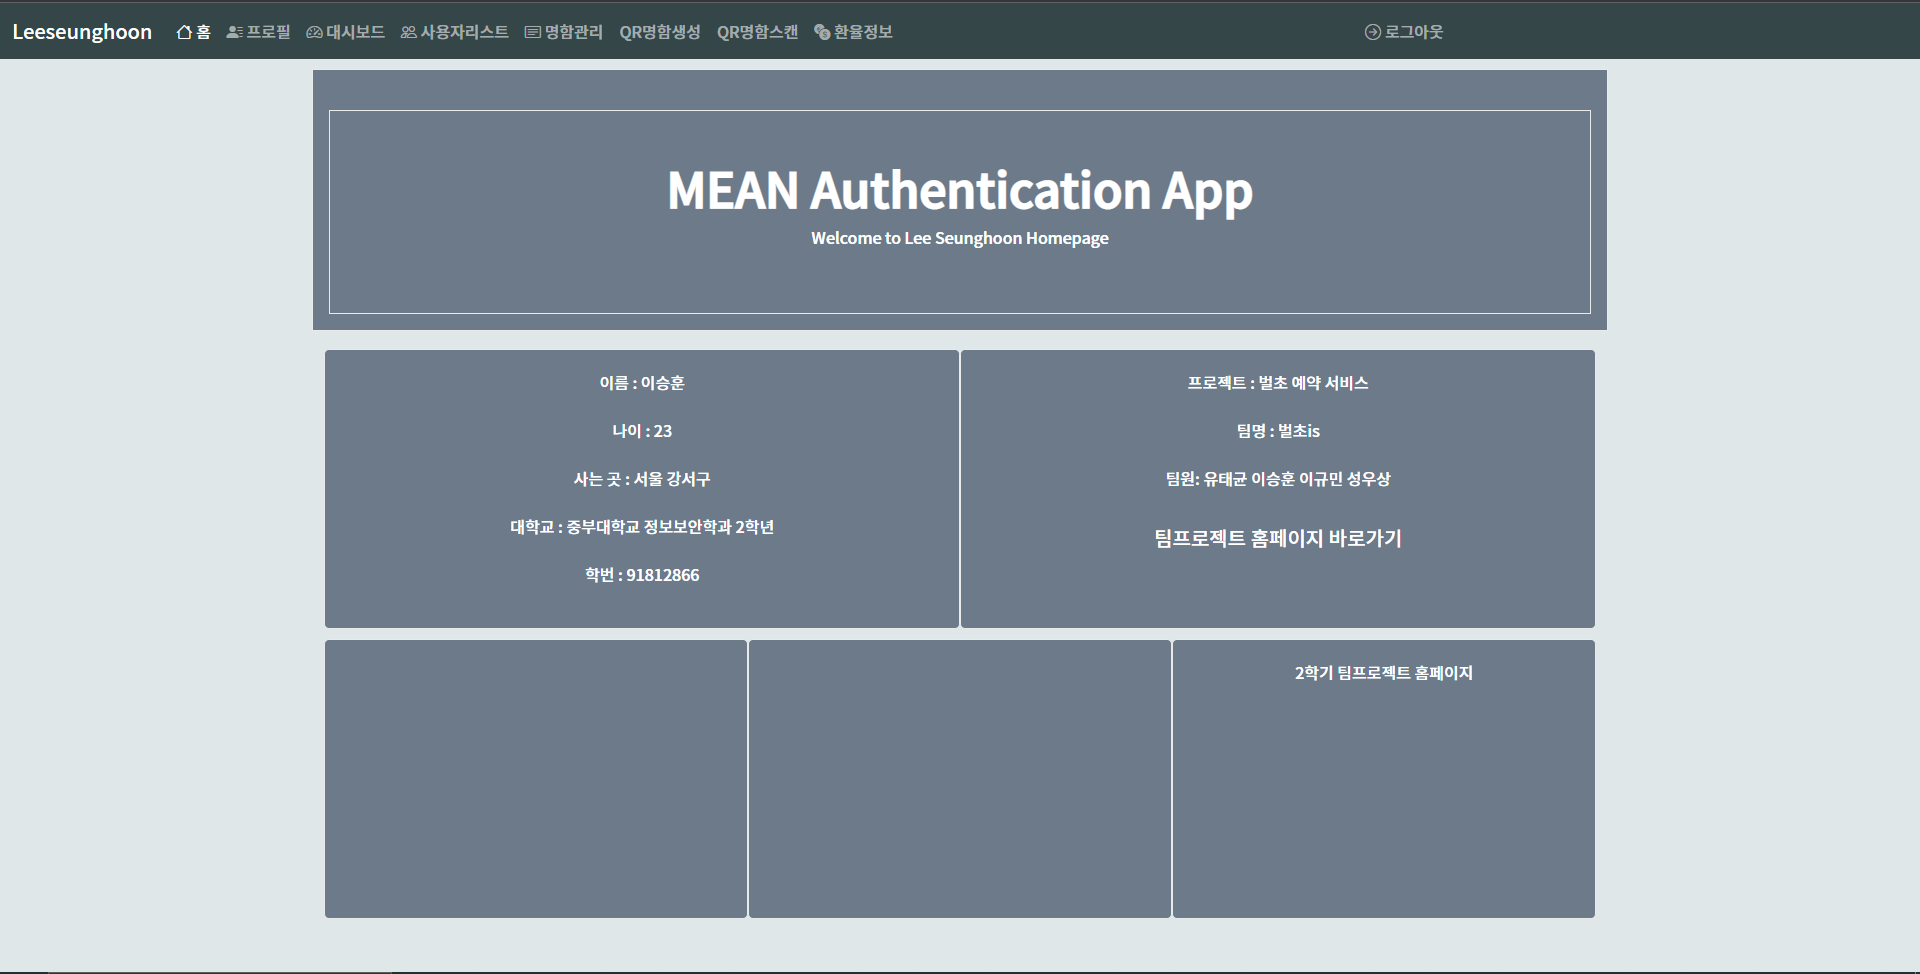 Leeseunghoon 홈 프로필 대시보드 사용자리스트 명함관리 QR명함생성 QR명함스캔 환율정보 로그아웃
MEAN Authentication App
Welcome to Lee Seunghoon Homepage
이름 : 이승훈
나이 : 23
사는 곳 : 서울 강서구
대학교 : 중부대학교 정보보안학과 2학년
학번 : 91812866
프로젝트 : 벌초 예약 서비스
팀명 : 벌초is
팀원: 유태균 이승훈 이규민 성우상
팀프로젝트 홈페이지 바로가기
2학기 팀프로젝트 홈페이지